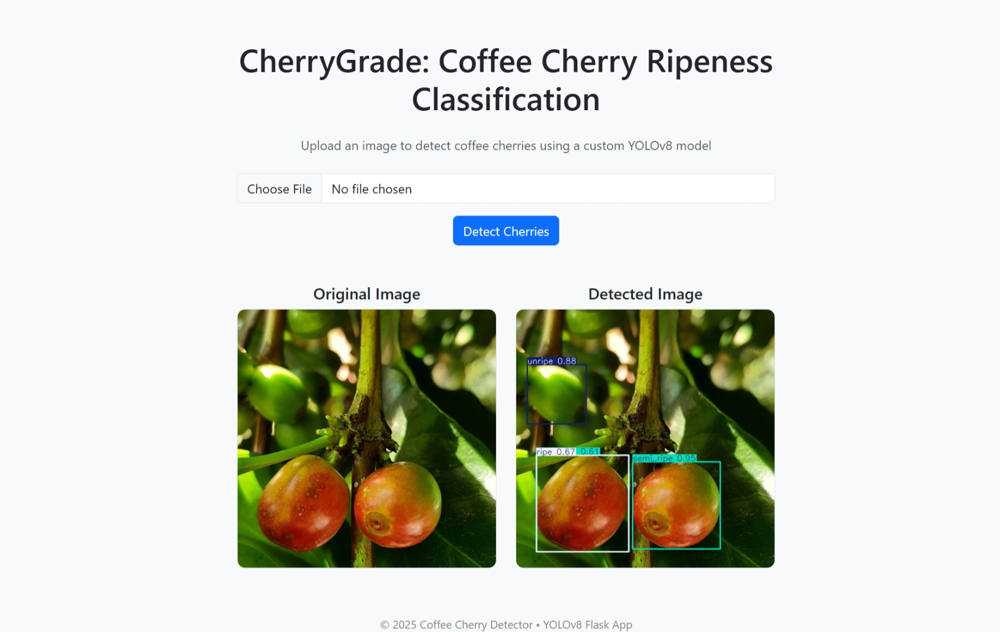 CherryGrade: Coffee Cherry Ripeness
Classification
Upload an image to detect coffee cherries using a custom YOLOv8 model
Choose File
No file chosen
Detect Cherries
Original Image
Detected Image
unripe 0.88
ripe 0.67 0.61
semi_ripe 0.95
© 2025 Coffee Cherry Detector • YOLOv8 Flask App